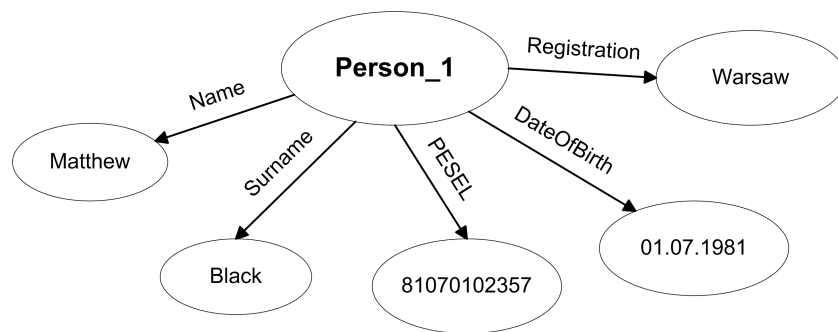 Person_1
Registration
Warsaw
Name
Matthew
Surname
Black
PESEL
81070102357
DateOfBirth
01.07.1981